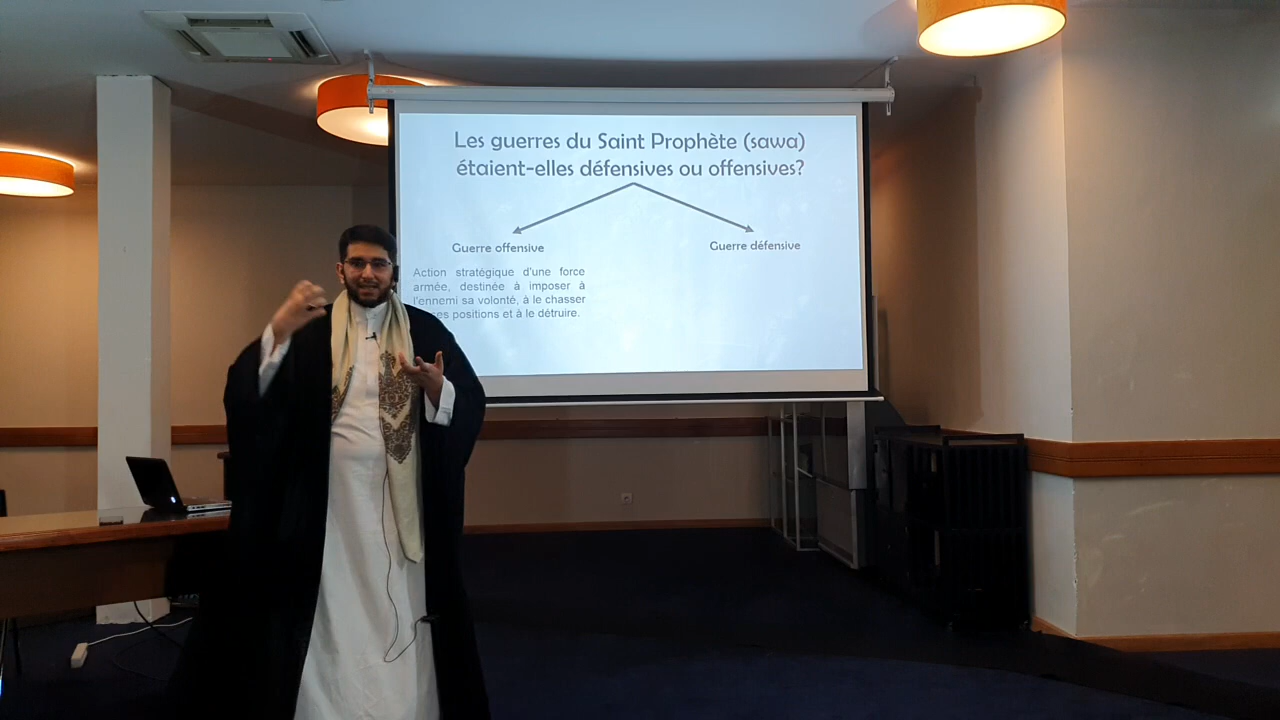 Les guerres du Saint Prophète (sawa)
étaient-elles défensives ou offensives?
Guerre offensive
Guerre défensive
Action stratégique d'une force
armée, destinée à imposer à
l'ennemi sa volonté, à le chasser
positions et à le détruire.